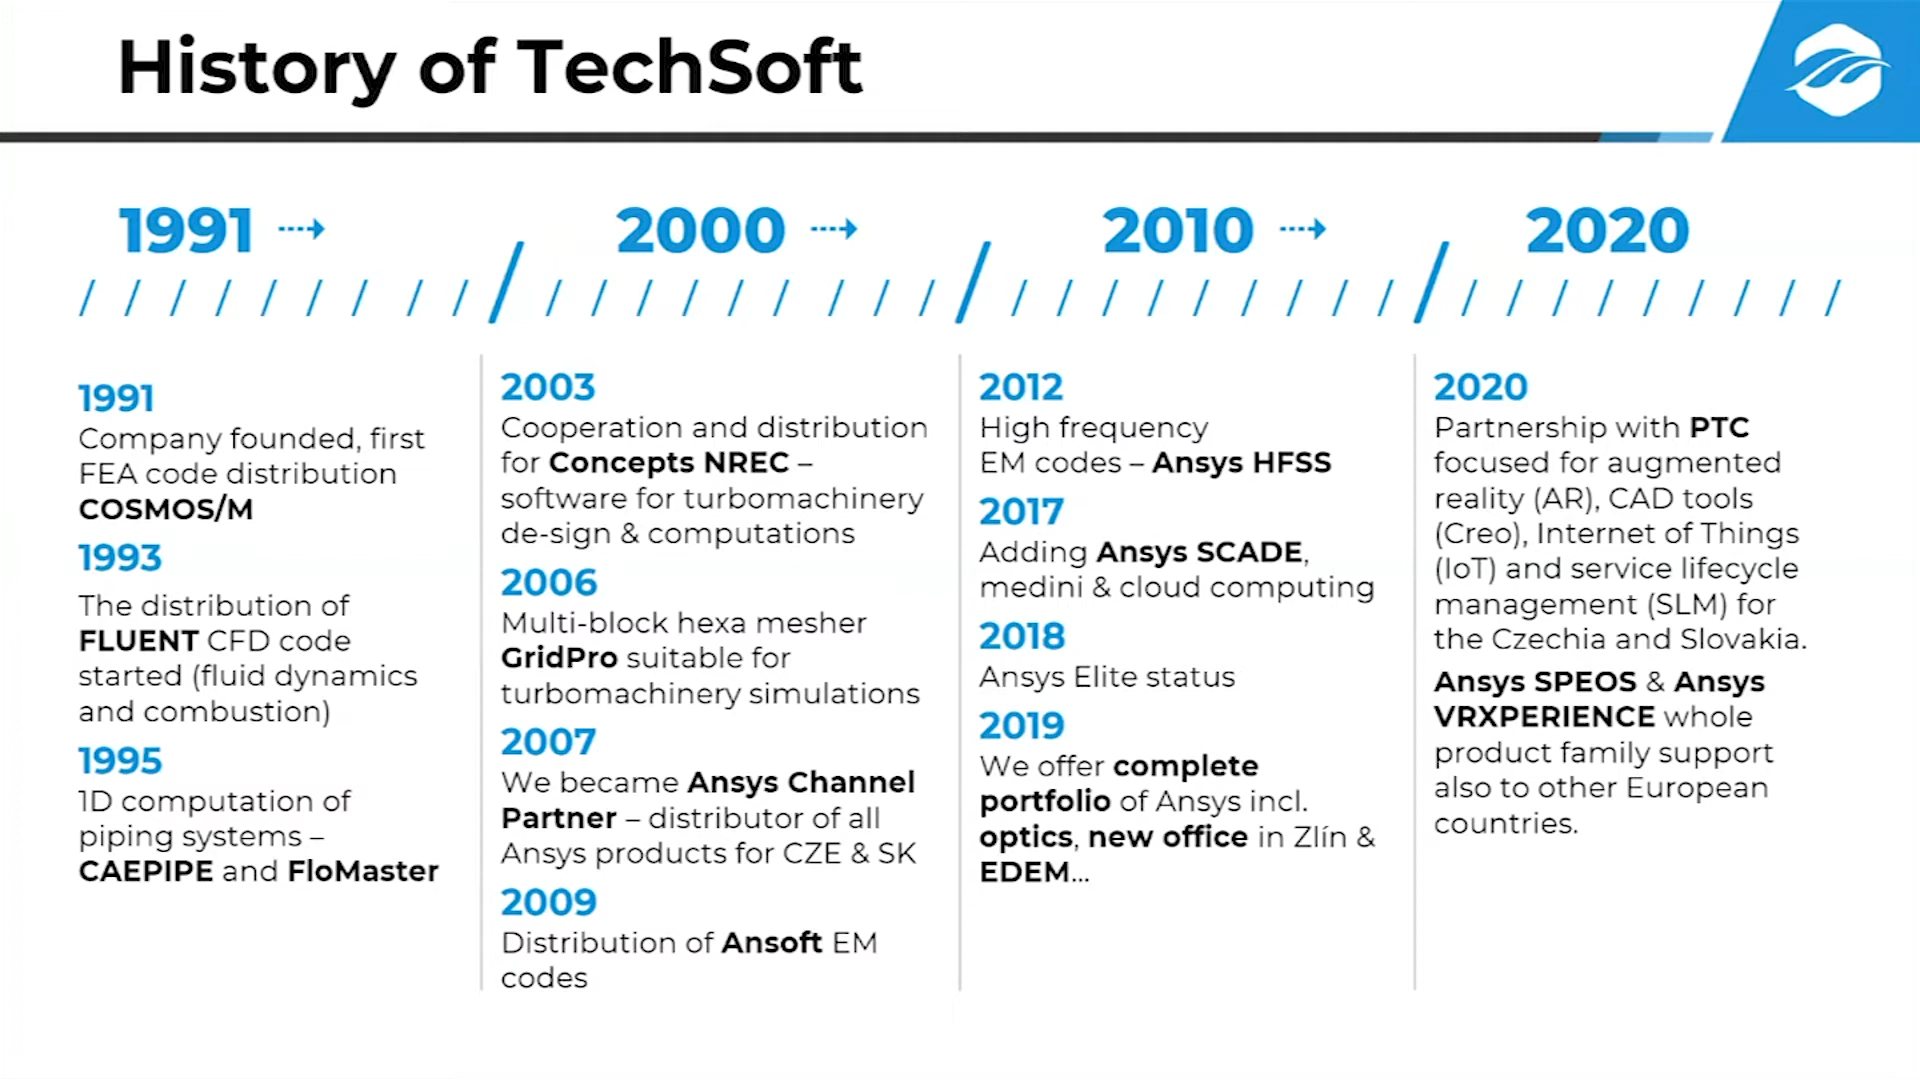 History of TechSoft
1991
2000
2010
2020
1991
Company founded, first
FEA code distribution
COSMOS/M
1993
The distribution of
FLUENT CFD code
started (fluid dynamics
and combustion)
1995
1D computation of
piping systems –
CAEPIPE and FloMaster
2003
Cooperation and distribution
for Concepts NREC –
software for turbomachinery
de-sign & computations
2006
Multi-block hexa mesher
GridPro suitable for
turbomachinery simulations
2007
We became Ansys Channel
Partner – distributor of all
Ansys products for CZE & SK
2009
Distribution of Ansoft EM
codes
2012
High frequency
EM codes – Ansys HFSS
2017
Adding Ansys SCADE,
medini & cloud computing
2018
Ansys Elite status
2019
We offer complete
portfolio of Ansys incl.
optics, new office in Zlín &
EDEM...
2020
Partnership with PTC
focused for augmented
reality (AR), CAD tools
(Creo), Internet of Things
(IoT) and service lifecycle
management (SLM) for
the Czechia and Slovakia.
Ansys SPEOS & Ansys
VRXPERIENCE whole
product family support
also to other European
countries.